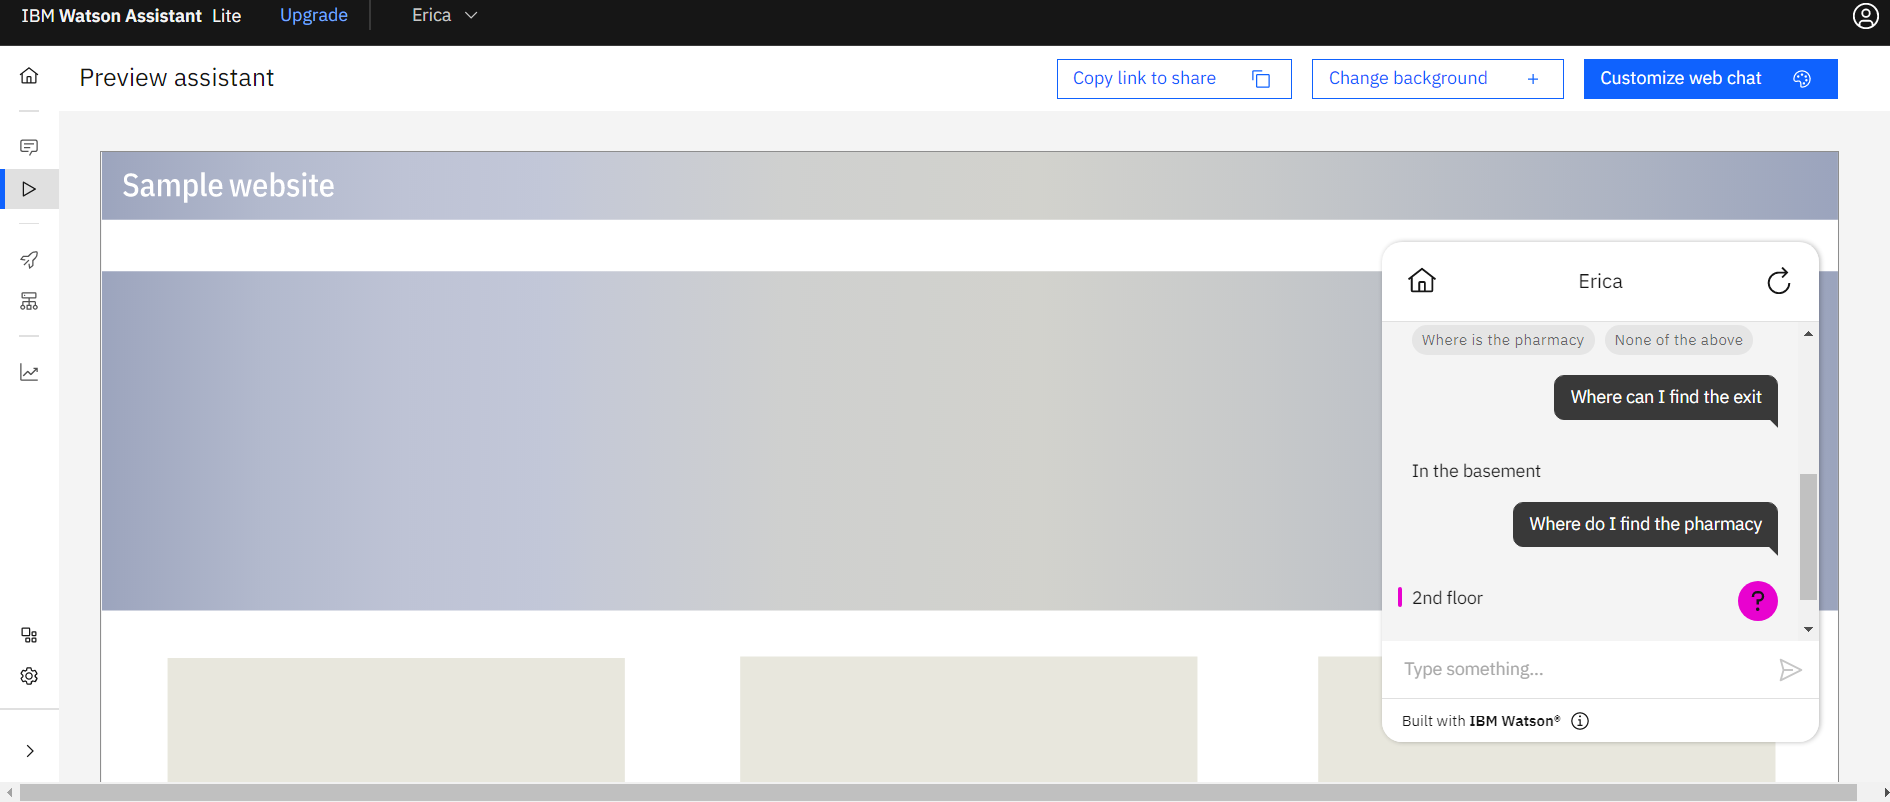 IBM Watson Assistant Lite Upgrade Erica
Preview assistant Copy link to share Change background + Customize web chat
Sample website
Erica
Where is the pharmacy None of the above
Where can I find the exit
In the basement
Where do I find the pharmacy
2nd floor ?
Type something...
Built with IBM Watson®